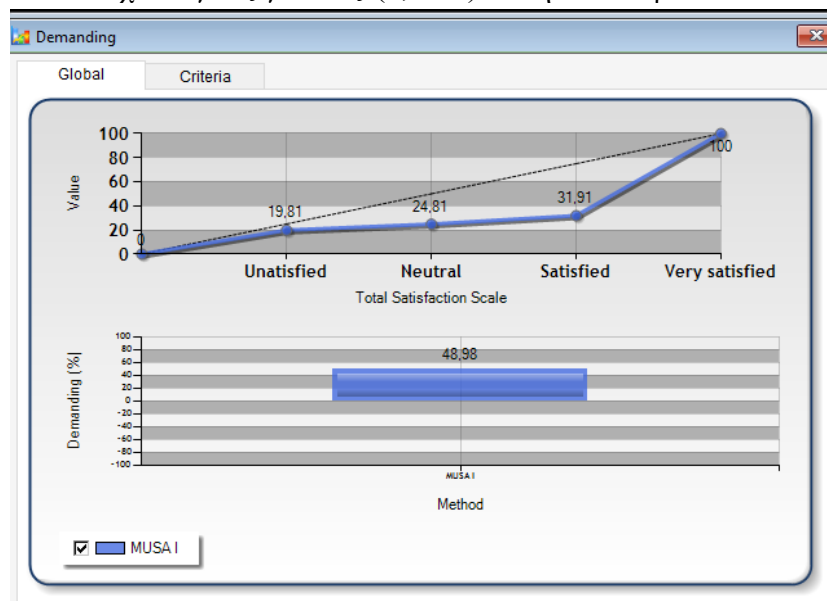 Demanding
Global
Criteria
Value
100
80
60
40
20
0
0
19,81
24,81
31,91
100
Unatisfied
Neutral
Satisfied
Very satisfied
Total Satisfaction Scale
Demanding (%)
100
80
60
40
20
0
-20
-40
-60
-80
-100
48,98
MUSA I
Method
MUSA I